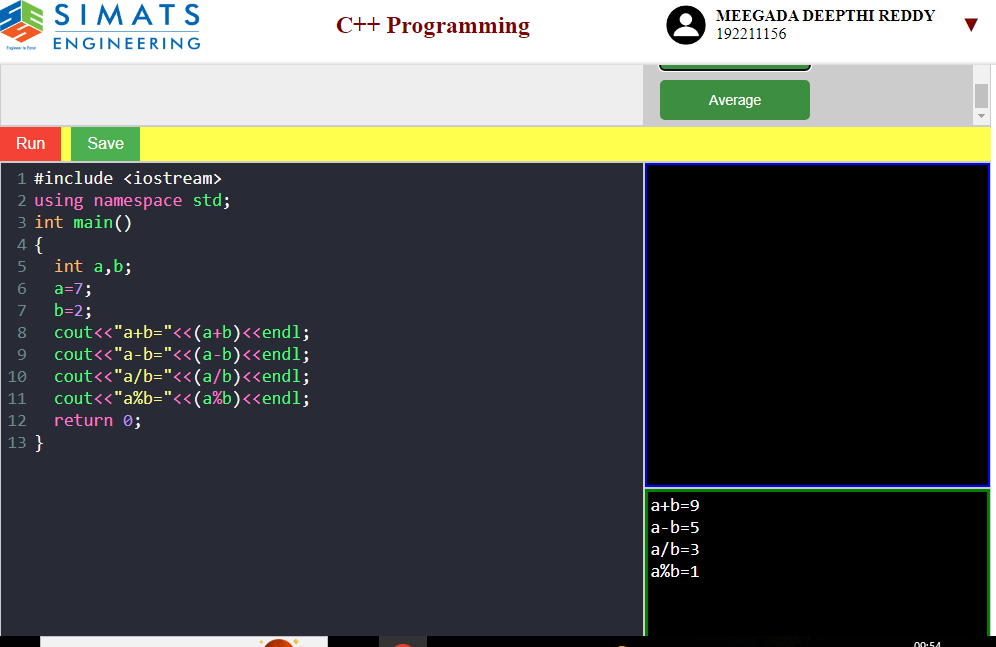 SIMATS
ENGINEERING
Engineer to Excel
C++ Programming
MEEGADA DEEPTHI REDDY
192211156
▼
Average
Run Save
1 #include <iostream>
2 using namespace std;
3 int main()
4 {
5   int a,b;
6   a=7;
7   b=2;
8   cout<<"a+b="<<(a+b)<<endl;
9   cout<<"a-b="<<(a-b)<<endl;
10   cout<<"a/b="<<(a/b)<<endl;
11   cout<<"a%b="<<(a%b)<<endl;
12   return 0;
13 }
a+b=9
a-b=5
a/b=3
a%b=1
09:54